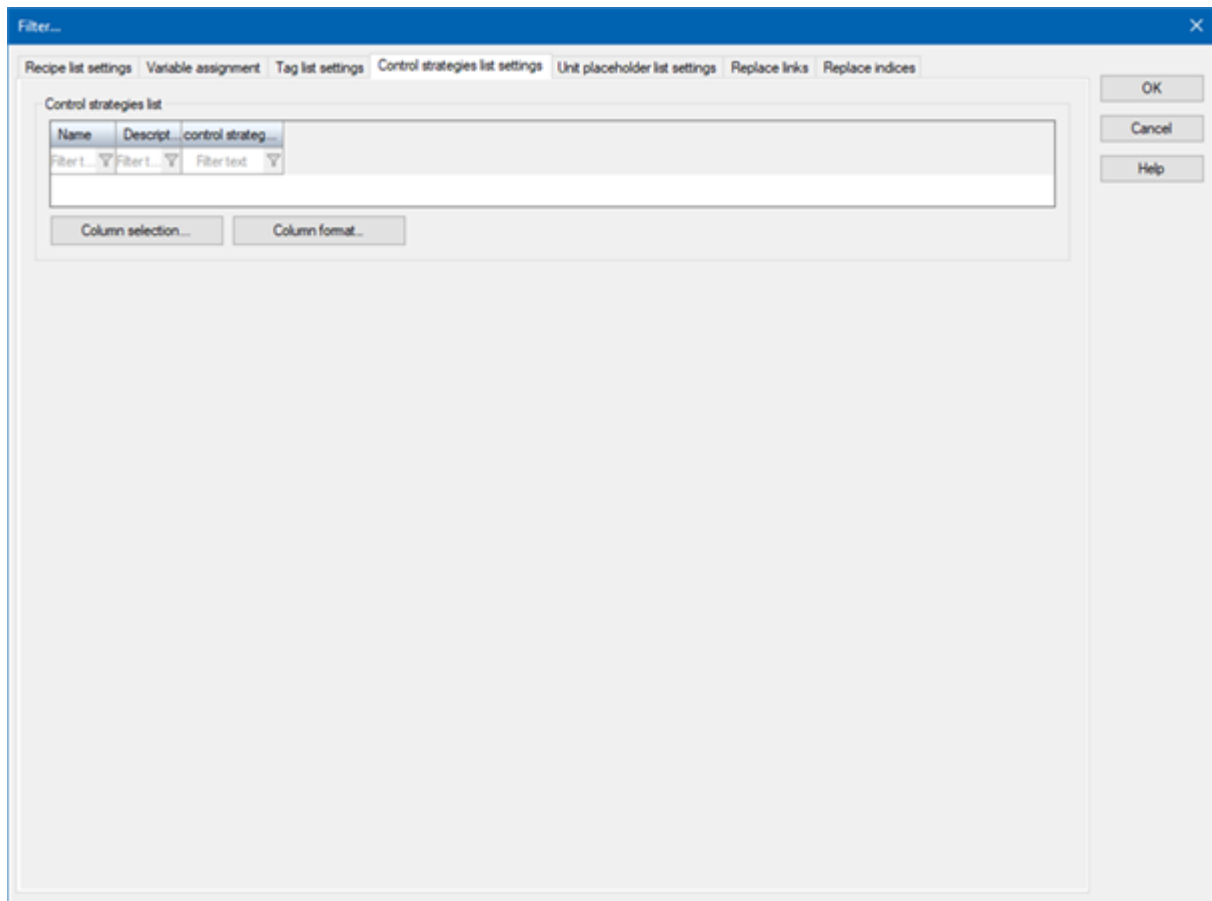 Filter...
Recipe list settings Variable assignment Tag list settings Control strategies list settings Unit placeholder list settings Replace links Replace indices
OK
Control strategies list
Cancel
Name Descript... control strateg...
Filter t... Filter t... Filter text
Help
Column selection... Column format...